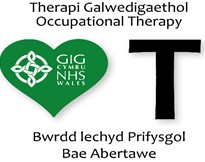 Therapi Galwedigaethol
Occupational Therapy
GIG
CYMRU
NHS
WALES
T
Bwrdd Iechyd Prifysgol
Bae Abertawe